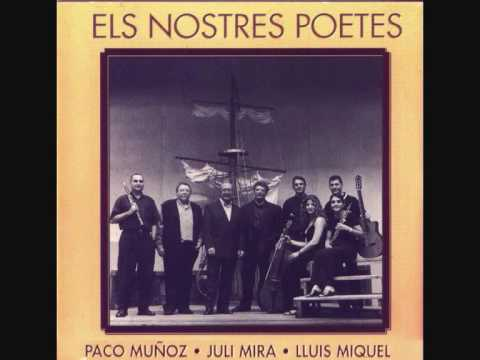 ELS NOSTRES POETES
PACO MUÑOZ • JULI MIRA • LLUIS MIQUEL